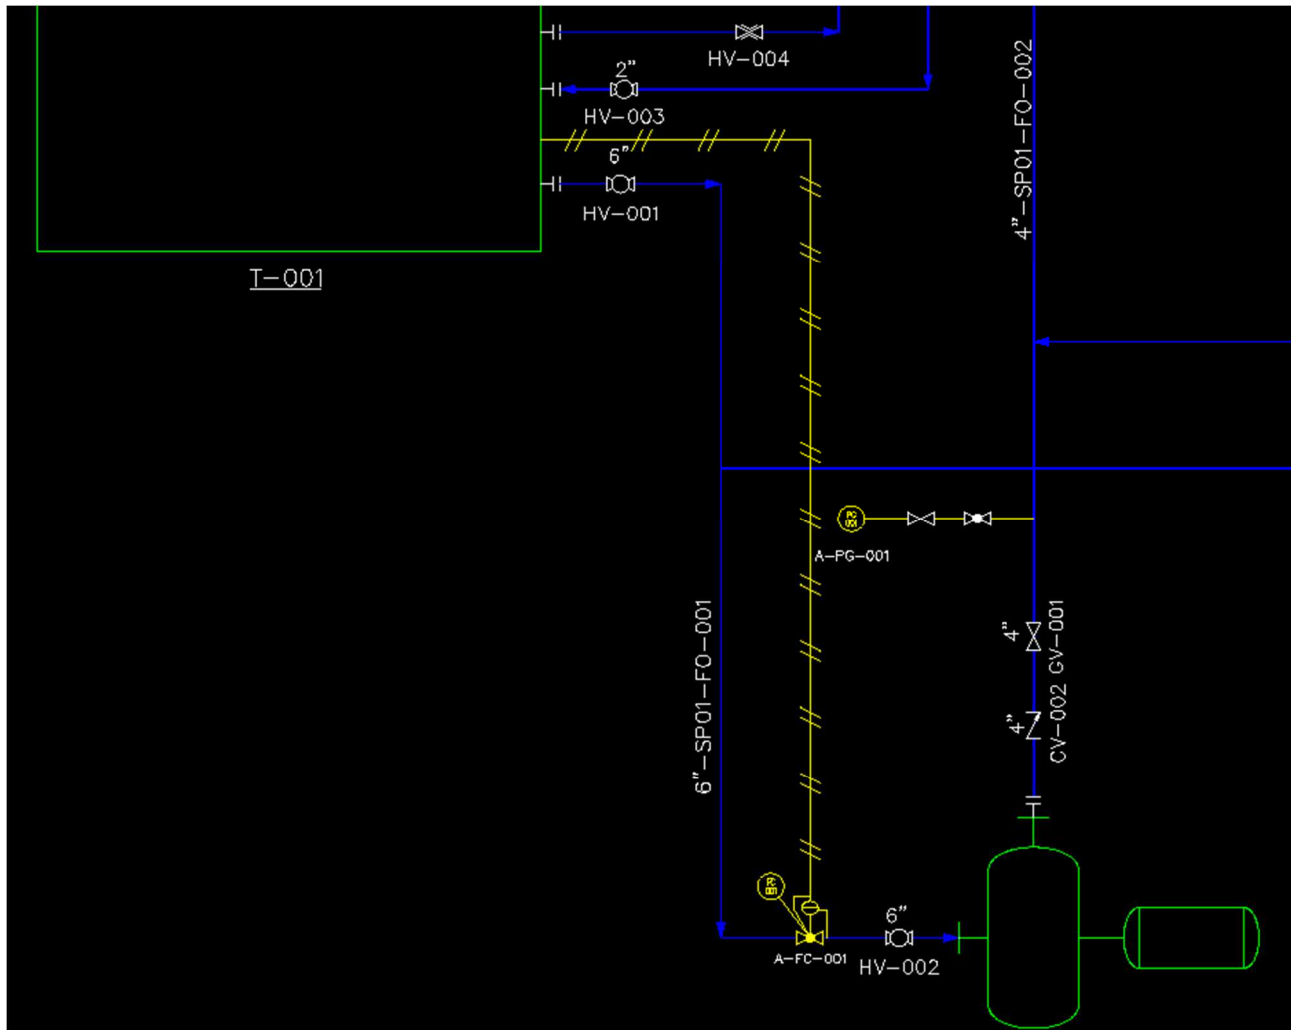 HV-004
2"
HV-003
6"
HV-001
T-001
4"-SP01-FO-002
A-PG-001
6"-SP01-FO-001
4"
GV-001
4"
CV-002
A-FC-001
6"
HV-002